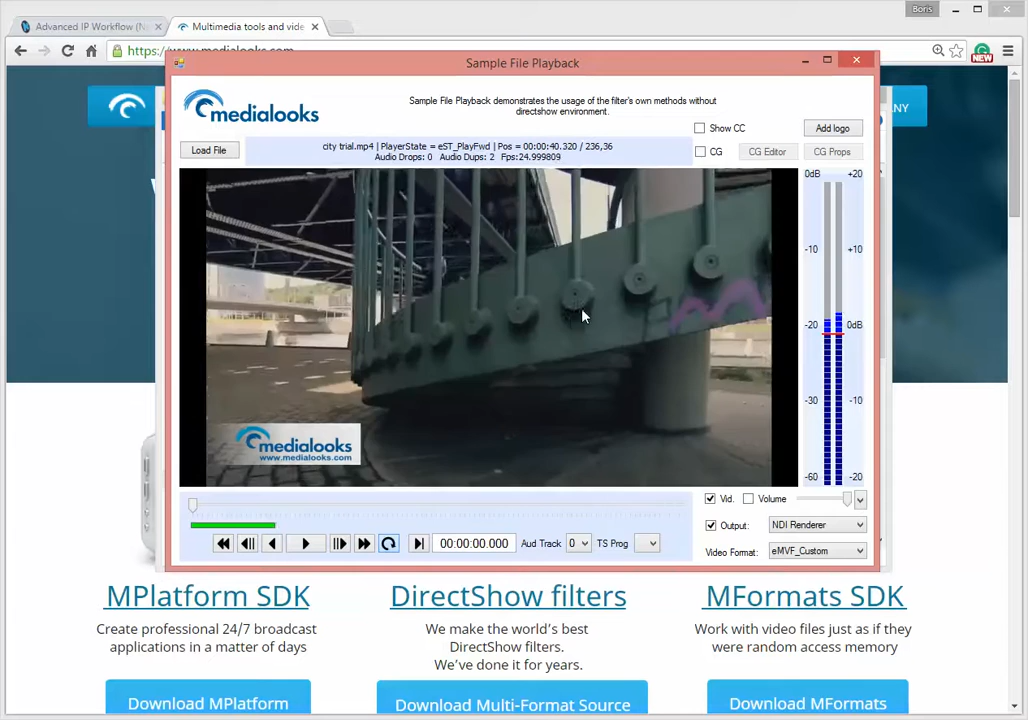 Boris
Advanced IP Workflow (N
Multimedia tools and vide
https://www.medialooks.com
NEW
Sample File Playback
medialooks
Sample File Playback demonstrates the usage of the filter's own methods without
directshow environment.
Show CC
Add logo
ANY
Load File
city trial.mp4 | PlayerState = eST_PlayFwd | Pos = 00:00:40.320 / 236,36
Audio Drops: 0 Audio Dups: 2 Fps:24.999809
CG
CG Editor
CG Props
0dB
+20
-10
+10
-20
0dB
-30
-10
-60
-20
medialooks
www.medialooks.com
Vid.
Volume
Output:
NDI Renderer
00:00:00.000
Aud Track
0
TS Prog
Video Format:
eMVF_Custom
MPlatform SDK
DirectShow filters
MFormats SDK
Create professional 24/7 broadcast
applications in a matter of days
We make the world's best
DirectShow filters.
We've done it for years.
Work with video files just as if they
were random access memory
Download MPlatform
Download Multi-Format Source
Download MFormats